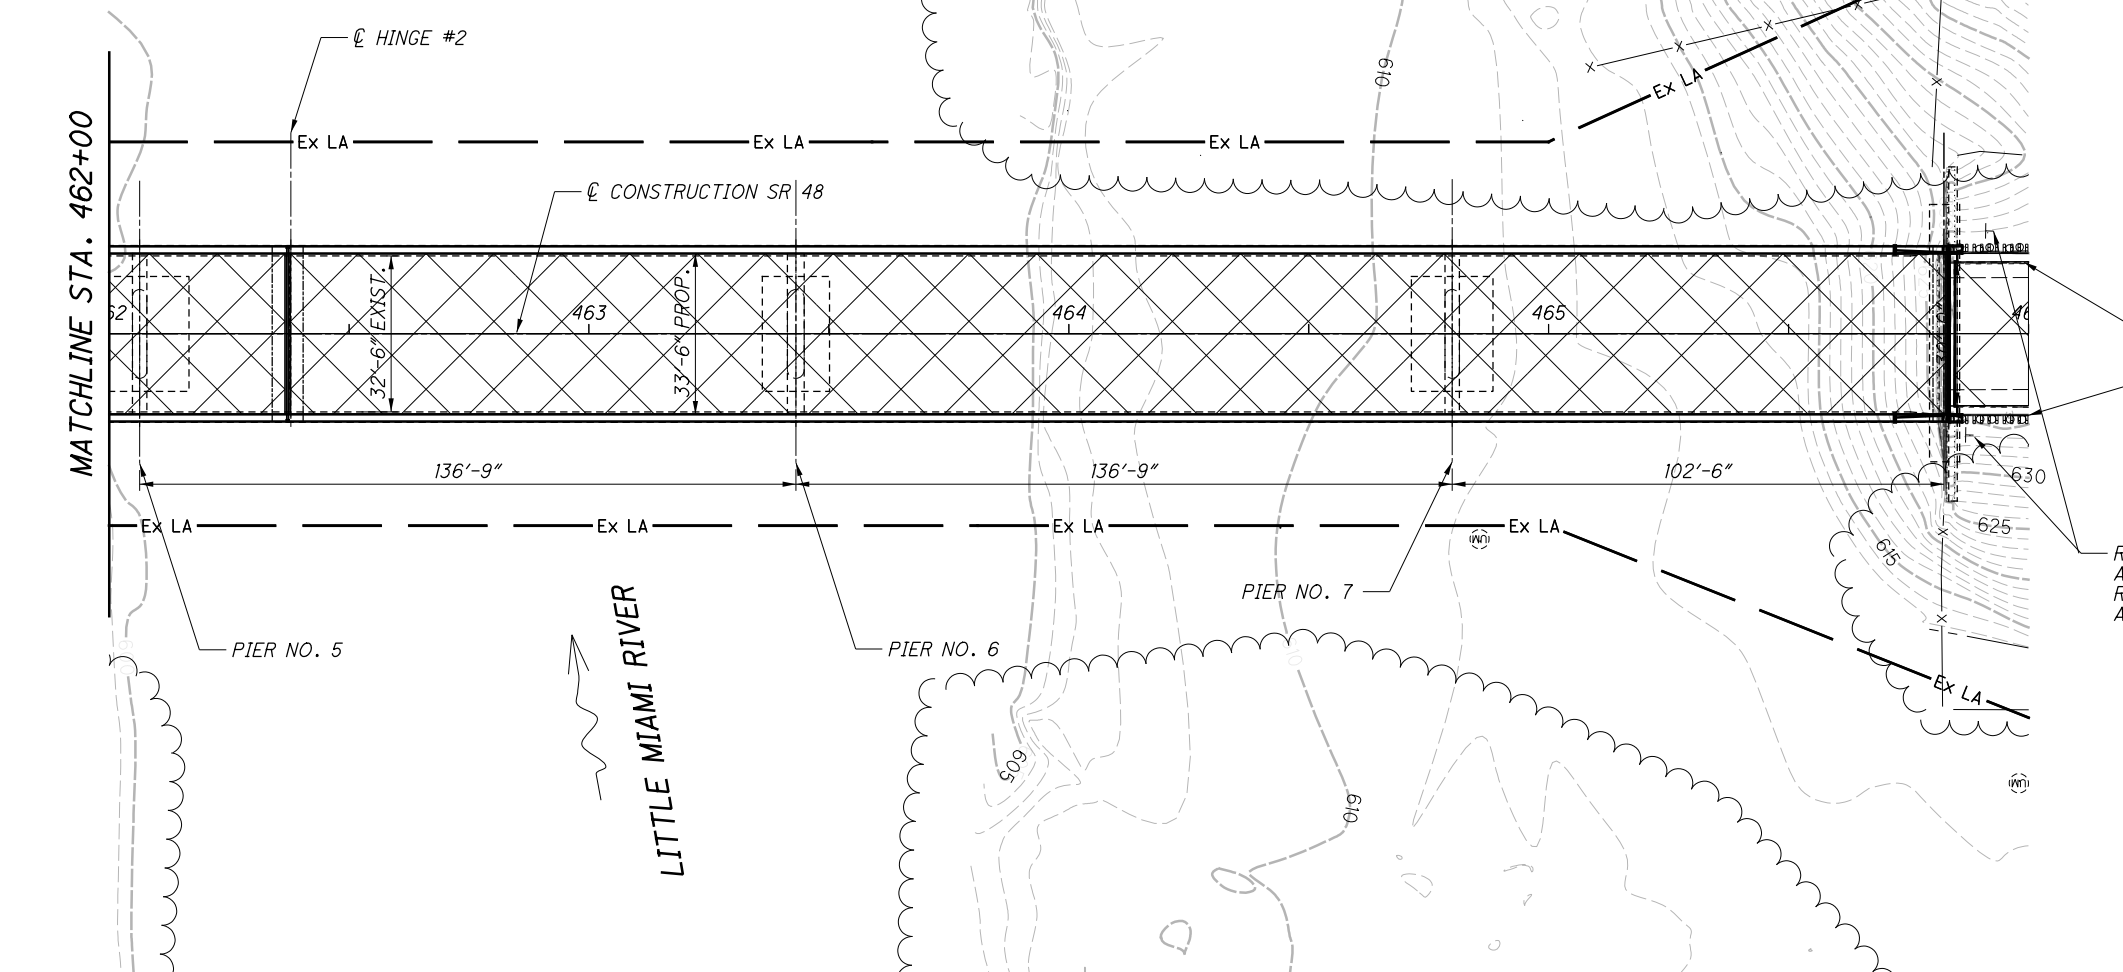 ℄ HINGE #2
610
Ex LA
Ex LA
Ex LA
Ex LA
MATCHLINE STA. 462+00
℄ CONSTRUCTION SR 48
32'-6" EXIST.
33'-6" PROP.
463
464
465
136'-9"
136'-9"
102'-6"
630
625
615
Ex LA
Ex LA
Ex LA
Ex LA
UM
PIER NO. 7
PIER NO. 5
PIER NO. 6
LITTLE MIAMI RIVER
610
Ex LA
605
610
UM